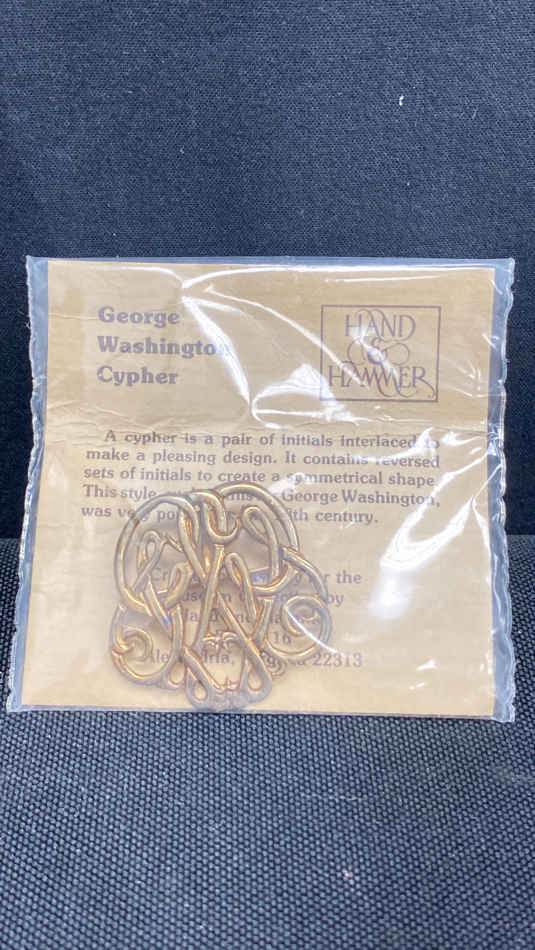 George
Washington
Cypher
HAND
&
HAMMER
A cypher is a pair of initials interlaced to
make a pleasing design. It contains reversed
sets of initials to create a symmetrical shape.
This style George Washington,
was century.
for the
by
22313